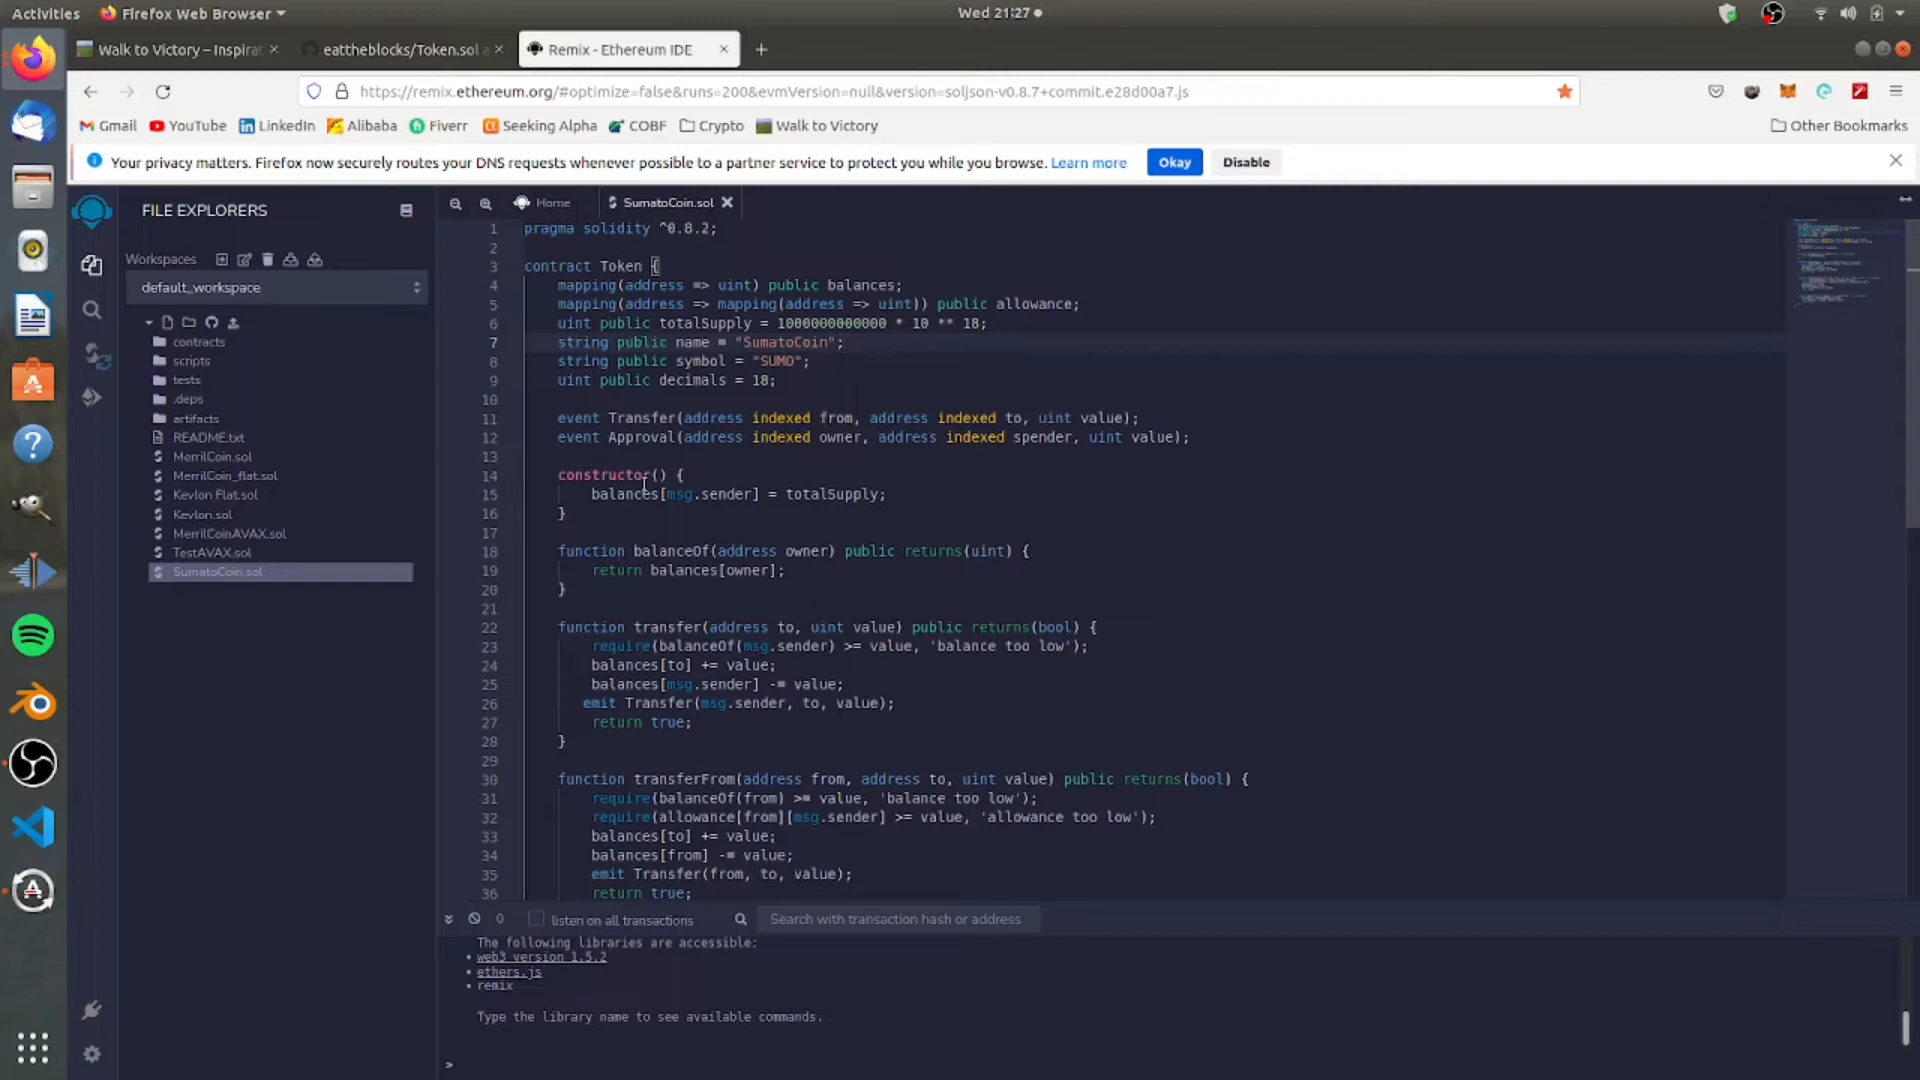 Activities Firefox Web Browser Wed 21:27
Walk to Victory – Inspirat × eattheblocks/Token.sol a × Remix - Ethereum IDE × +
https://remix.ethereum.org/#optimize=false&runs=200&evmVersion=null&version=soljson-v0.8.7+commit.e28d00a7.js
Gmail YouTube LinkedIn Alibaba Fiverr Seeking Alpha COBF Crypto Walk to Victory Other Bookmarks
Your privacy matters. Firefox now securely routes your DNS requests whenever possible to a partner service to protect you while you browse. Learn more Okay Disable
FILE EXPLORERS
Workspaces
default_workspace
contracts
scripts
tests
.deps
artifacts
README.txt
MerrilCoin.sol
MerrilCoin_flat.sol
Kevlon Flat.sol
Kevlon.sol
MerrilCoinAVAX.sol
TestAVAX.sol
SumatoCoin.sol
Home SumatoCoin.sol
1 pragma solidity ^0.8.2;
2
3 contract Token {
4 mapping(address => uint) public balances;
5 mapping(address => mapping(address => uint)) public allowance;
6 uint public totalSupply = 1000000000000 * 10 ** 18;
7 string public name = "SumatoCoin";
8 string public symbol = "SUMO";
9 uint public decimals = 18;
10
11 event Transfer(address indexed from, address indexed to, uint value);
12 event Approval(address indexed owner, address indexed spender, uint value);
13
14 constructor() {
15 balances[msg.sender] = totalSupply;
16 }
17
18 function balanceOf(address owner) public returns(uint) {
19 return balances[owner];
20 }
21
22 function transfer(address to, uint value) public returns(bool) {
23 require(balanceOf(msg.sender) >= value, 'balance too low');
24 balances[to] += value;
25 balances[msg.sender] -= value;
26 emit Transfer(msg.sender, to, value);
27 return true;
28 }
29
30 function transferFrom(address from, address to, uint value) public returns(bool) {
31 require(balanceOf(from) >= value, 'balance too low');
32 require(allowance[from][msg.sender] >= value, 'allowance too low');
33 balances[to] += value;
34 balances[from] -= value;
35 emit Transfer(from, to, value);
36 return true;
0 listen on all transactions Search with transaction hash or address
The following libraries are accessible:
• web3 version 1.5.2
• ethers.js
• remix
Type the library name to see available commands.
>